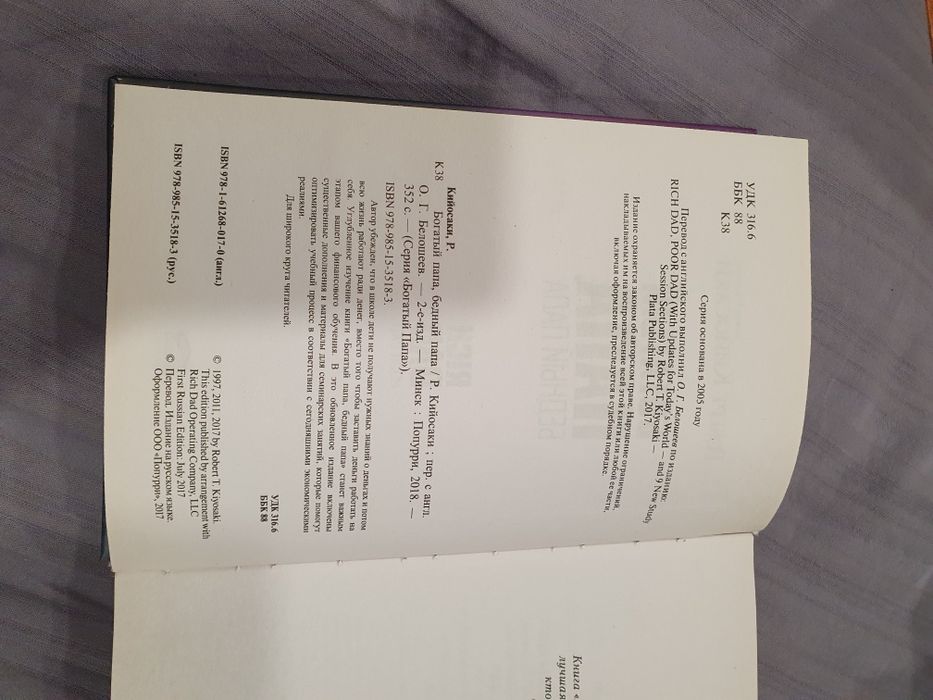 УДК 316.6
ББК 88
К38
Серия основана в 2005 году
Перевод с английского выполнил О. Г. Белошеев по изданию:
RICH DAD, POOR DAD (With Updates for Today's World — and 9 New Study
Session Sections) by Robert T. Kiyosaki —
Plata Publishing, LLC, 2017.
Издание охраняется законом об авторском праве. Нарушение ограничений,
накладываемых им на воспроизведение всей этой книги или любой ее части,
включая оформление, преследуется в судебном порядке.
Кийосаки, Р.
К38
Богатый папа, бедный папа / Р. Кийосаки ; пер. с англ.
О. Г. Белошеев. — 2-е-изд. — Минск : Попурри, 2018. —
352 с. — (Серия «Богатый Папа»).
ISBN 978-985-15-3518-3.
Автор убежден, что в школе дети не получают нужных знаний о деньгах и потом
всю жизнь работают ради денег, вместо того чтобы заставить деньги работать на
себя. Углубленное изучение книги «Богатый папа, бедный папа» станет важным
этапом вашего финансового обучения. В это обновленное издание включены
существенные дополнения и материалы для семинарских занятий, которые помогут
оптимизировать учебный процесс в соответствии с сегодняшними экономическими
реалиями.
Для широкого круга читателей.
УДК 316.6
ББК 88
ISBN 978-1-61268-017-0 (англ.)
© 1997, 2011, 2017 by Robert T. Kiyosaki.
This edition published by arrangement with
Rich Dad Operating Company, LLC
First Russian Edition: July 2017
ISBN 978-985-15-3518-3 (рус.)
© Перевод. Издание на русском языке.
Оформление ООО «Попурри», 2017
Книга «
лучшая
кто